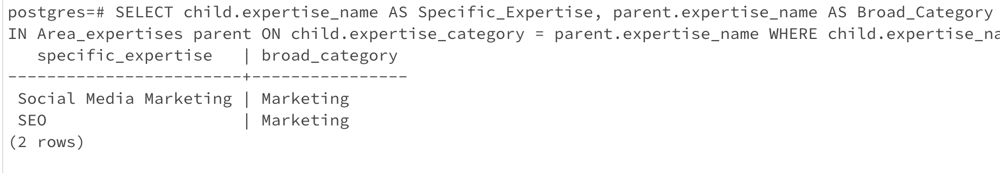 postgres=# SELECT child.expertise_name AS Specific_Expertise, parent.expertise_name AS Broad_Category
IN Area_expertises parent ON child.expertise_category = parent.expertise_name WHERE child.expertise_na
specific_expertise | broad_category
------------------------+----------------
Social Media Marketing | Marketing
SEO | Marketing
(2 rows)